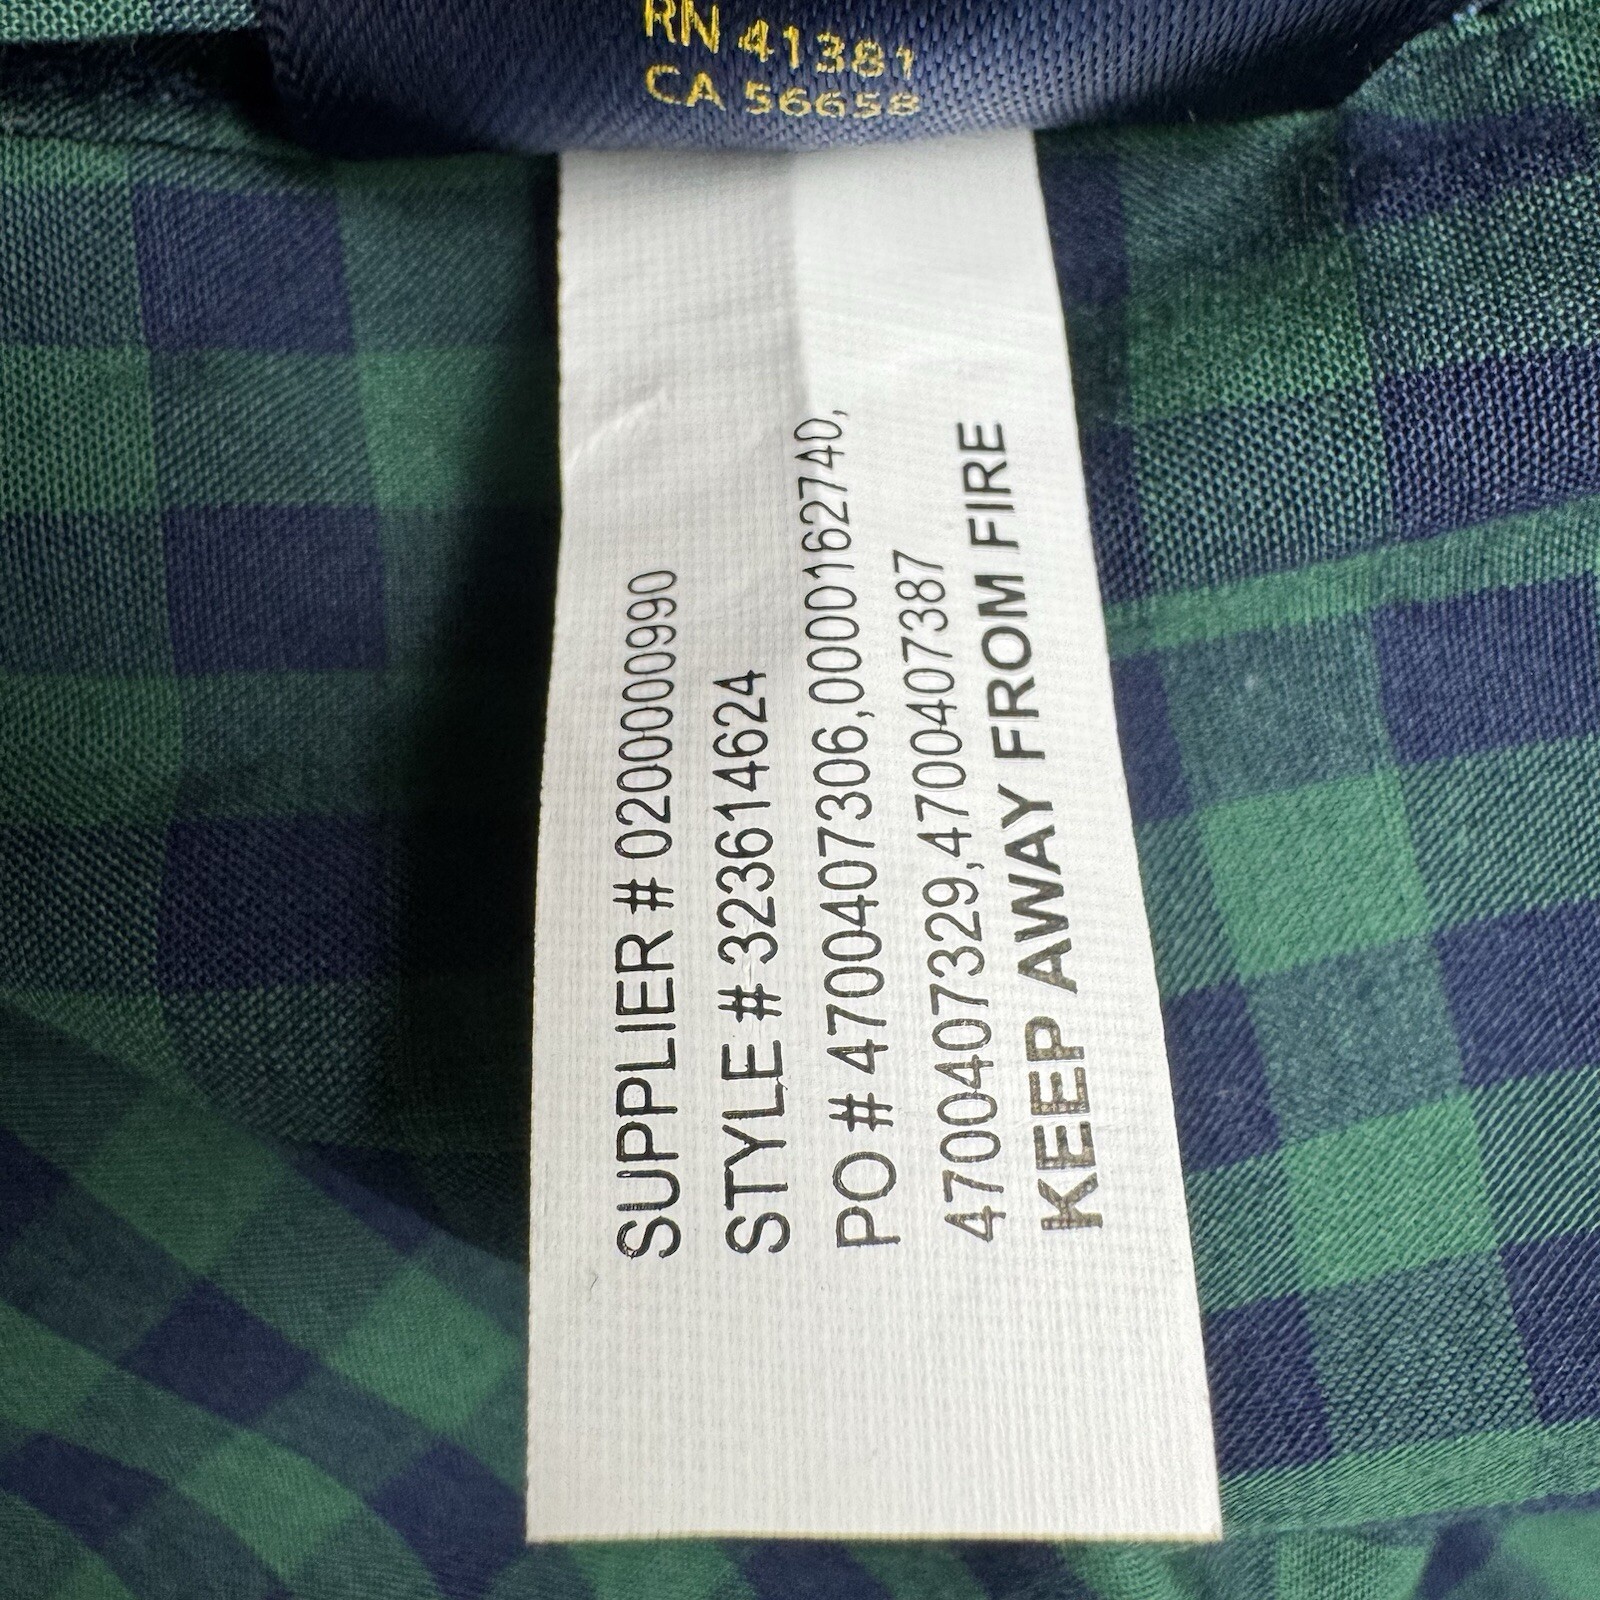 RN 41381
CA 56658
SUPPLIER # 0200000990
STYLE # 323614624
PO # 4700407306,0000162740,
4700407329,4700407387
KEEP AWAY FROM FIRE